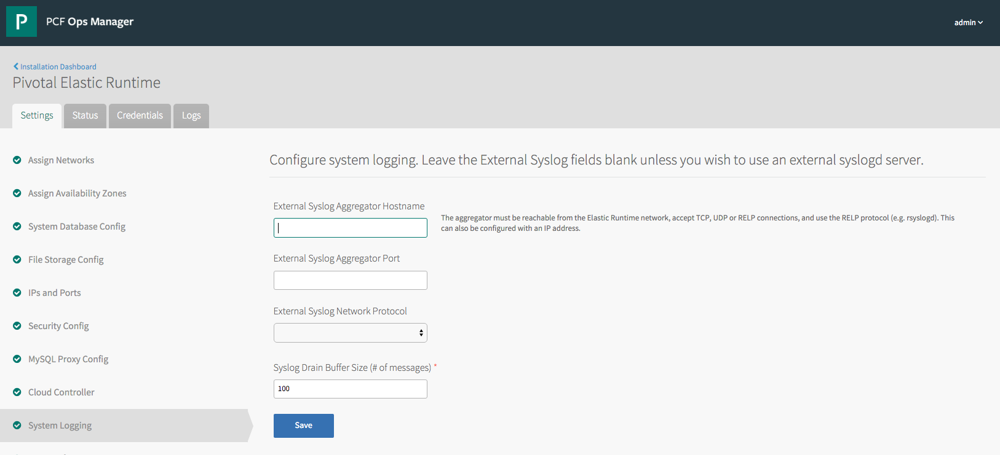 P
PCF Ops Manager
admin
Installation Dashboard
Pivotal Elastic Runtime
Settings
Status
Credentials
Logs
Assign Networks
Assign Availability Zones
System Database Config
File Storage Config
IPs and Ports
Security Config
MySQL Proxy Config
Cloud Controller
System Logging
Configure system logging. Leave the External Syslog fields blank unless you wish to use an external syslogd server.
External Syslog Aggregator Hostname
The aggregator must be reachable from the Elastic Runtime network, accept TCP, UDP or RELP connections, and use the RELP protocol (e.g. rsyslogd). This
can also be configured with an IP address.
External Syslog Aggregator Port
External Syslog Network Protocol
Syslog Drain Buffer Size (# of messages) *
100
Save